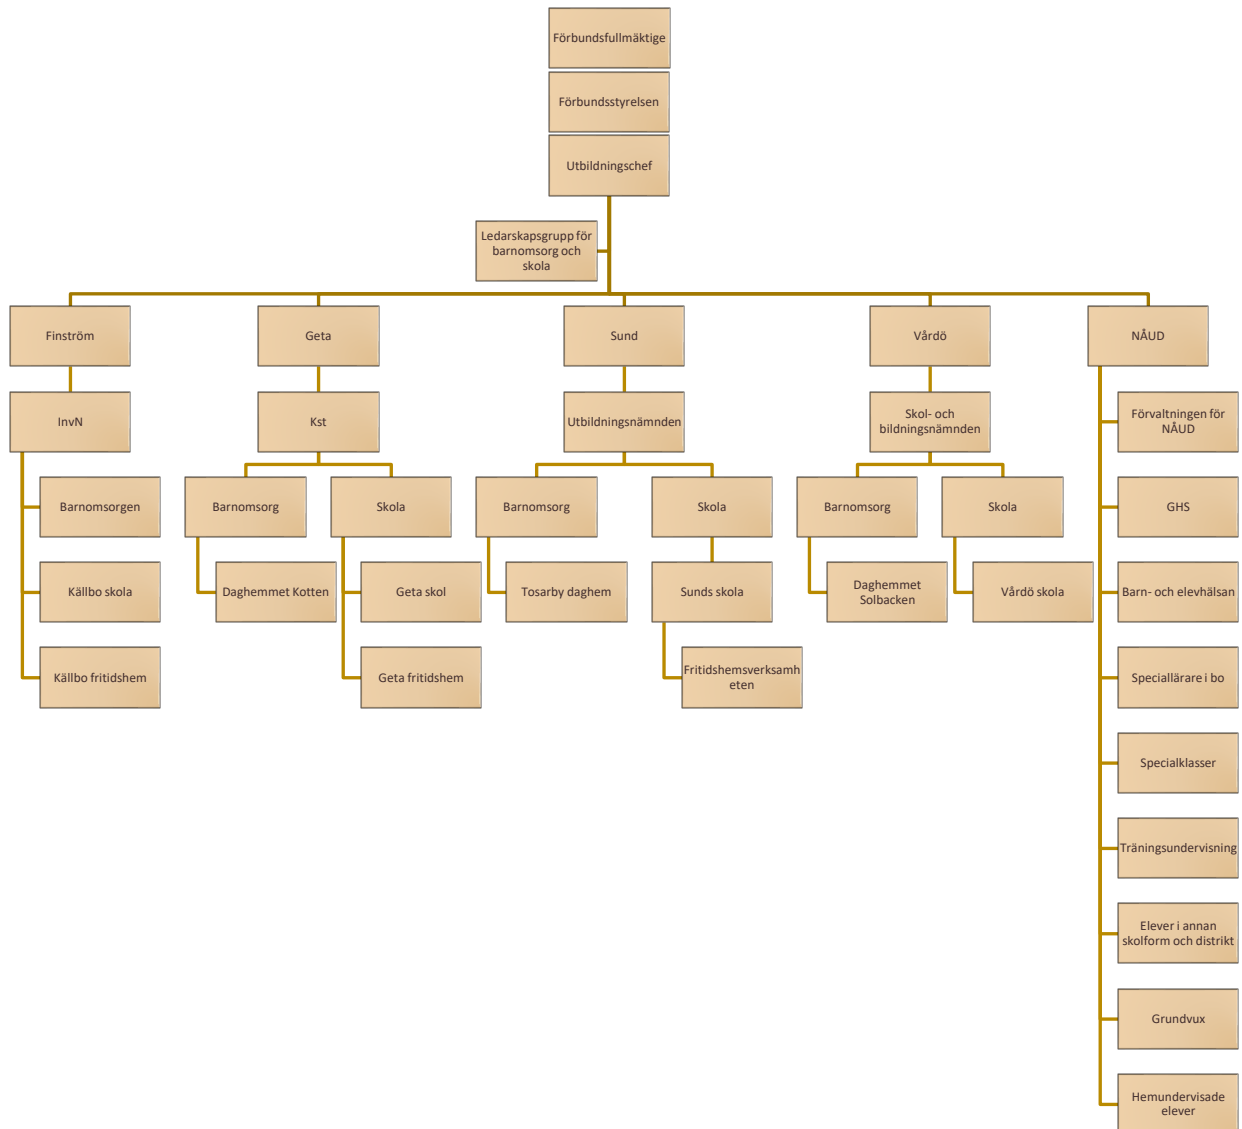 Förbundsfullmäktige
Förbundsstyrelsen
Utbildningschef
Ledarskapsgrupp för
barnomsorg och
skola
Finström
Geta
Sund
Vårdö
NÅUD
InvN
Kst
Utbildningsnämnden
Skol- och
bildningsnämnden
Förvaltningen för
NÅUD
Barnomsorgen
Barnomsorg
Skola
Barnomsorg
Skola
Barnomsorg
Skola
GHS
Källbo skola
Daghemmet Kotten
Geta skol
Tosarby daghem
Sunds skola
Daghemmet
Solbacken
Vårdö skola
Barn- och elevhälsan
Källbo fritidshem
Geta fritidshem
Fritidshemsverksamh
eten
Speciallärare i bo
Specialklasser
Träningsundervisning
Elever i annan
skolform och distrikt
Grundvux
Hemundervisade
elever